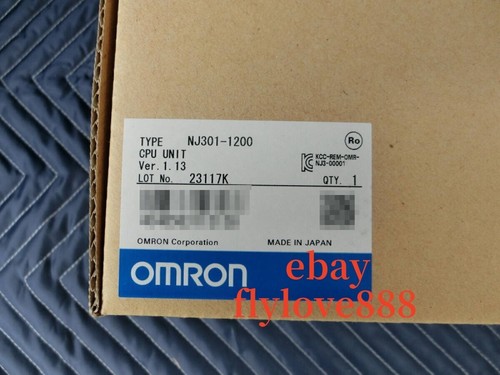 TYPE NJ301-1200
CPU UNIT
Ver.1.13
LOT No. 23117K
Ro
KCC-REM-OMR-
NJ3-00001
QTY. 1
OMRON Corporation
MADE IN JAPAN
OMRON
ebay
flylove888